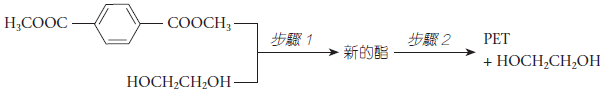 H₃COOC COOCH₃
步驟 1 新的酯 步驟 2 PET
HOCH₂CH₂OH + HOCH₂CH₂OH